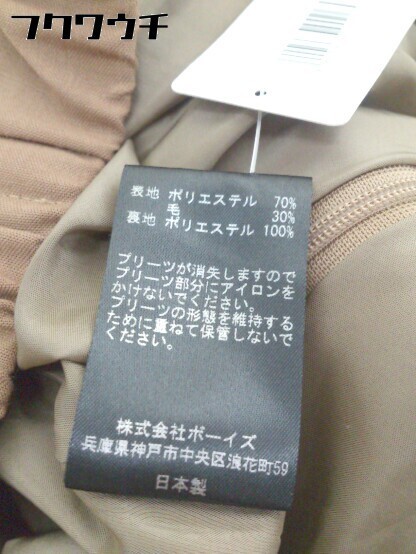 フクワウチ
表地 ポリエステル 70%
毛 30%
裏地 ポリエステル 100%
プリーツが消失しますので
プリーツ部分にアイロンを
かけないでください。
プリーツの形態を維持する
ために重ねて保管しないで
ください。
株式会社ボーイズ
兵庫県神戸市中央区浪花町59
日本製